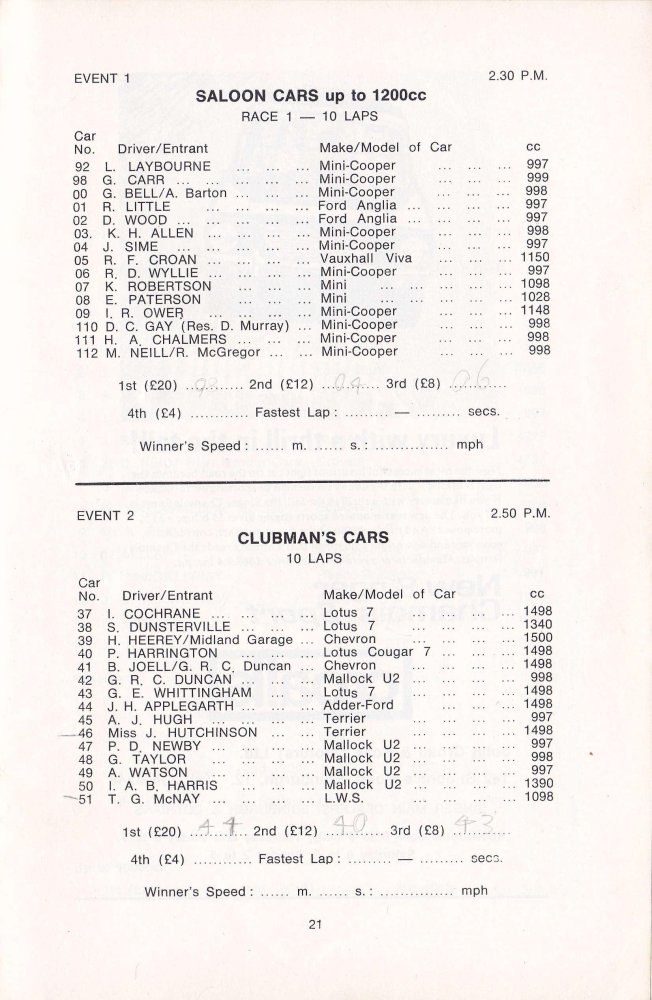 EVENT 1 2.30 P.M.
SALOON CARS up to 1200cc
RACE 1 — 10 LAPS
Car
No. Driver/Entrant Make/Model of Car cc
92 L. LAYBOURNE ... ... ... Mini-Cooper ... ... ... 997
98 G. CARR ... ... ... ... ... Mini-Cooper ... ... ... 999
00 G. BELL/A. Barton ... ... ... Mini-Cooper ... ... ... 998
01 R. LITTLE ... ... ... ... Ford Anglia ... ... ... ... 997
02 D. WOOD ... ... ... ... ... Ford Anglia ... ... ... ... 997
03. K. H. ALLEN ... ... ... ... Mini-Cooper ... ... ... 998
04 J. SIME ... ... ... ... ... Mini-Cooper ... ... ... 997
05 R. F. CROAN ... ... ... ... Vauxhall Viva ... ... ... 1150
06 R. D. WYLLIE ... ... ... ... Mini-Cooper ... ... ... 997
07 K. ROBERTSON ... ... ... Mini ... ... ... ... ... 1098
08 E. PATERSON ... ... ... Mini ... ... ... ... ... 1028
09 I. R. OWER ... ... ... ... Mini-Cooper ... ... ... 1148
110 D. C. GAY (Res. D. Murray) ... Mini-Cooper ... ... ... 998
111 H. A. CHALMERS ... ... ... Mini-Cooper ... ... ... 998
112 M. NEILL/R. McGregor ... ... Mini-Cooper ... ... ... 998
1st (£20) ...02...... 2nd (£12) ...04... 3rd (£8) ...06...
4th (£4) ............ Fastest Lap : ......... — ......... secs.
Winner's Speed : ...... m. ...... s. : ............... mph
EVENT 2 2.50 P.M.
CLUBMAN'S CARS
10 LAPS
Car
No. Driver/Entrant Make/Model of Car cc
37 I. COCHRANE ... ... ... ... Lotus 7 ... ... ... ... 1498
38 S. DUNSTERVILLE ... ... ... Lotus 7 ... ... ... ... 1340
39 H. HEEREY/Midland Garage ... Chevron ... ... ... ... 1500
40 P. HARRINGTON ... ... ... Lotus Cougar 7 ... ... ... ... 1498
41 B. JOELL/G. R. C. Duncan ... Chevron ... ... ... ... 1498
42 G. R. C. DUNCAN ... ... ... Mallock U2 ... ... ... ... 998
43 G. E. WHITTINGHAM ... ... Lotus 7 ... ... ... ... 1498
44 J. H. APPLEGARTH ... ... ... Adder-Ford ... ... ... ... 1498
45 A. J. HUGH ... ... ... ... Terrier ... ... ... ... 997
46 Miss J. HUTCHINSON ... ... Terrier ... ... ... ... 1498
47 P. D. NEWBY ... ... ... ... Mallock U2 ... ... ... ... 997
48 G. TAYLOR ... ... ... ... Mallock U2 ... ... ... ... 998
49 A. WATSON ... ... ... ... Mallock U2 ... ... ... ... 997
50 I. A. B. HARRIS ... ... ... Mallock U2 ... ... ... ... 1390
51 T. G. McNAY ... ... ... ... L.W.S. ... ... ... ... 1098
1st (£20) ...44...... 2nd (£12) ...40...... 3rd (£8) ...43...
4th (£4) ............ Fastest Lap : ......... — ......... secs.
Winner's Speed : ...... m. ...... s. : ............... mph
21